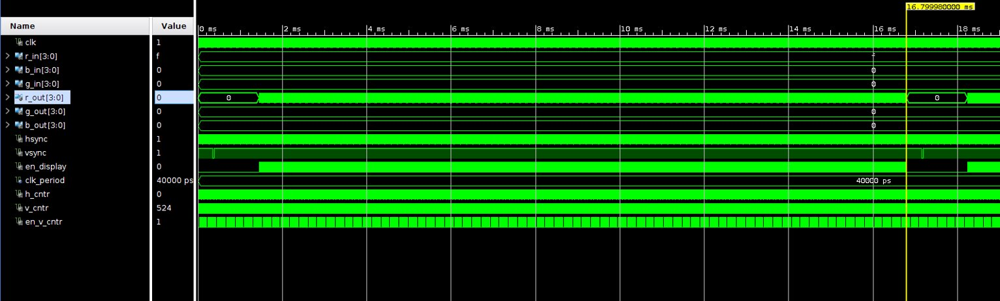 16.799980000 ms
Name Value
0 ms 2 ms 4 ms 6 ms 8 ms 10 ms 12 ms 14 ms 16 ms 18 ms
clk 1
r_in[3:0] f
b_in[3:0] 0 0
g_in[3:0] 0 0
r_out[3:0] 0 0 0
g_out[3:0] 0 0
b_out[3:0] 0 0
hsync 1
vsync 1
en_display 0
clk_period 40000 ps 40000 ps
h_cntr 0
v_cntr 524
en_v_cntr 1